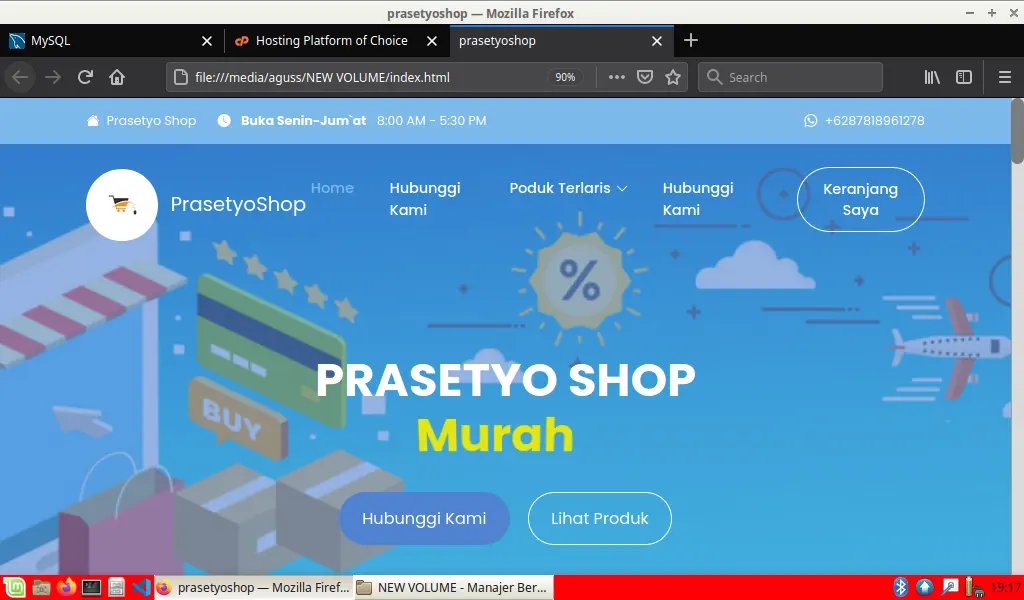 prasetyoshop — Mozilla Firefox
MySQL
Hosting Platform of Choice
prasetyoshop
file:///media/aguss/NEW VOLUME/index.html
90%
Search
Prasetyo Shop
Buka Senin-Jum`at 8:00 AM - 5:30 PM
+6287818961278
PrasetyoShop
Home
Hubunggi
Kami
Poduk Terlaris
Hubunggi
Kami
Keranjang
Saya
%
BUY
PRASETYO SHOP
Murah
Hubunggi Kami
Lihat Produk
prasetyoshop — Mozilla Firef...
NEW VOLUME - Manajer Ber...
19:17